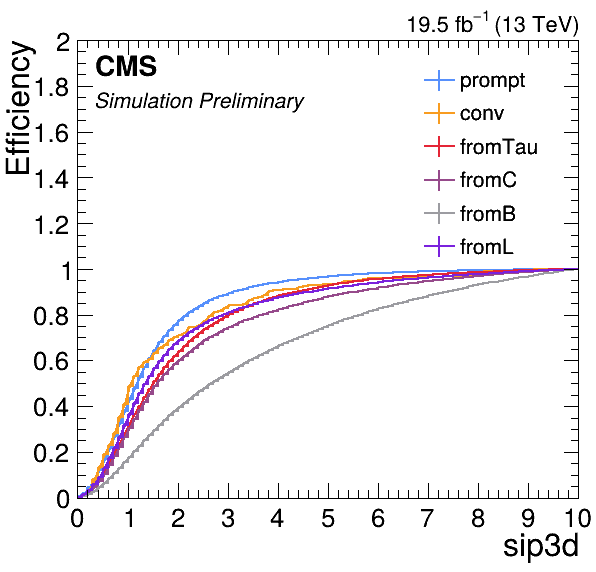 19.5 fb⁻¹ (13 TeV)
CMS
Simulation Preliminary
Efficiency
2
1.8
1.6
1.4
1.2
1
0.8
0.6
0.4
0.2
0
prompt
conv
fromTau
fromC
fromB
fromL
0 1 2 3 4 5 6 7 8 9 10
sip3d